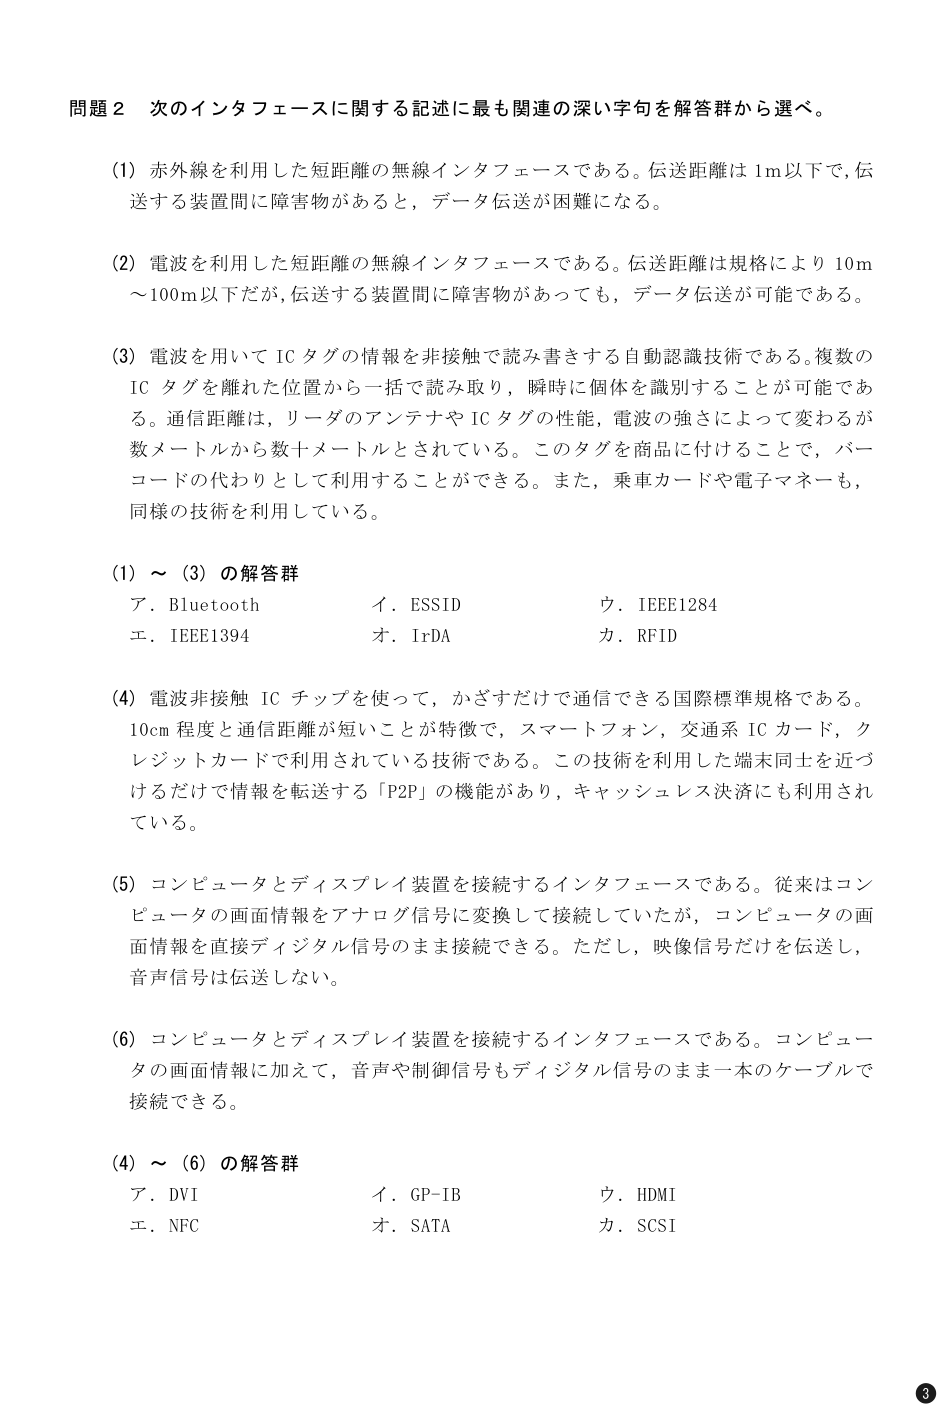 問題２　次のインタフェースに関する記述に最も関連の深い字句を解答群から選べ。
(1) 赤外線を利用した短距離の無線インタフェースである。伝送距離は 1ｍ以下で，伝
送する装置間に障害物があると，データ伝送が困難になる。
(2) 電波を利用した短距離の無線インタフェースである。伝送距離は規格により 10ｍ
～100ｍ以下だが，伝送する装置間に障害物があっても，データ伝送が可能である。
(3) 電波を用いて IC タグの情報を非接触で読み書きする自動認識技術である。複数の
IC タグを離れた位置から一括で読み取り，瞬時に個体を識別することが可能であ
る。通信距離は，リーダのアンテナや IC タグの性能，電波の強さによって変わるが
数メートルから数十メートルとされている。このタグを商品に付けることで，バー
コードの代わりとして利用することができる。また，乗車カードや電子マネーも，
同様の技術を利用している。
(1) ～ (3) の解答群
ア．Bluetooth　イ．ESSID　ウ．IEEE1284
エ．IEEE1394　オ．IrDA　カ．RFID
(4) 電波非接触 IC チップを使って，かざすだけで通信できる国際標準規格である。
10cm 程度と通信距離が短いことが特徴で，スマートフォン，交通系 IC カード，ク
レジットカードで利用されている技術である。この技術を利用した端末同士を近づ
けるだけで情報を転送する「P2P」の機能があり，キャッシュレス決済にも利用され
ている。
(5) コンピュータとディスプレイ装置を接続するインタフェースである。従来はコン
ピュータの画面情報をアナログ信号に変換して接続していたが，コンピュータの画
面情報を直接ディジタル信号のまま接続できる。ただし，映像信号だけを伝送し，
音声信号は伝送しない。
(6) コンピュータとディスプレイ装置を接続するインタフェースである。コンピュー
タの画面情報に加えて，音声や制御信号もディジタル信号のまま一本のケーブルで
接続できる。
(4) ～ (6) の解答群
ア．DVI　イ．GP-IB　ウ．HDMI
エ．NFC　オ．SATA　カ．SCSI
3